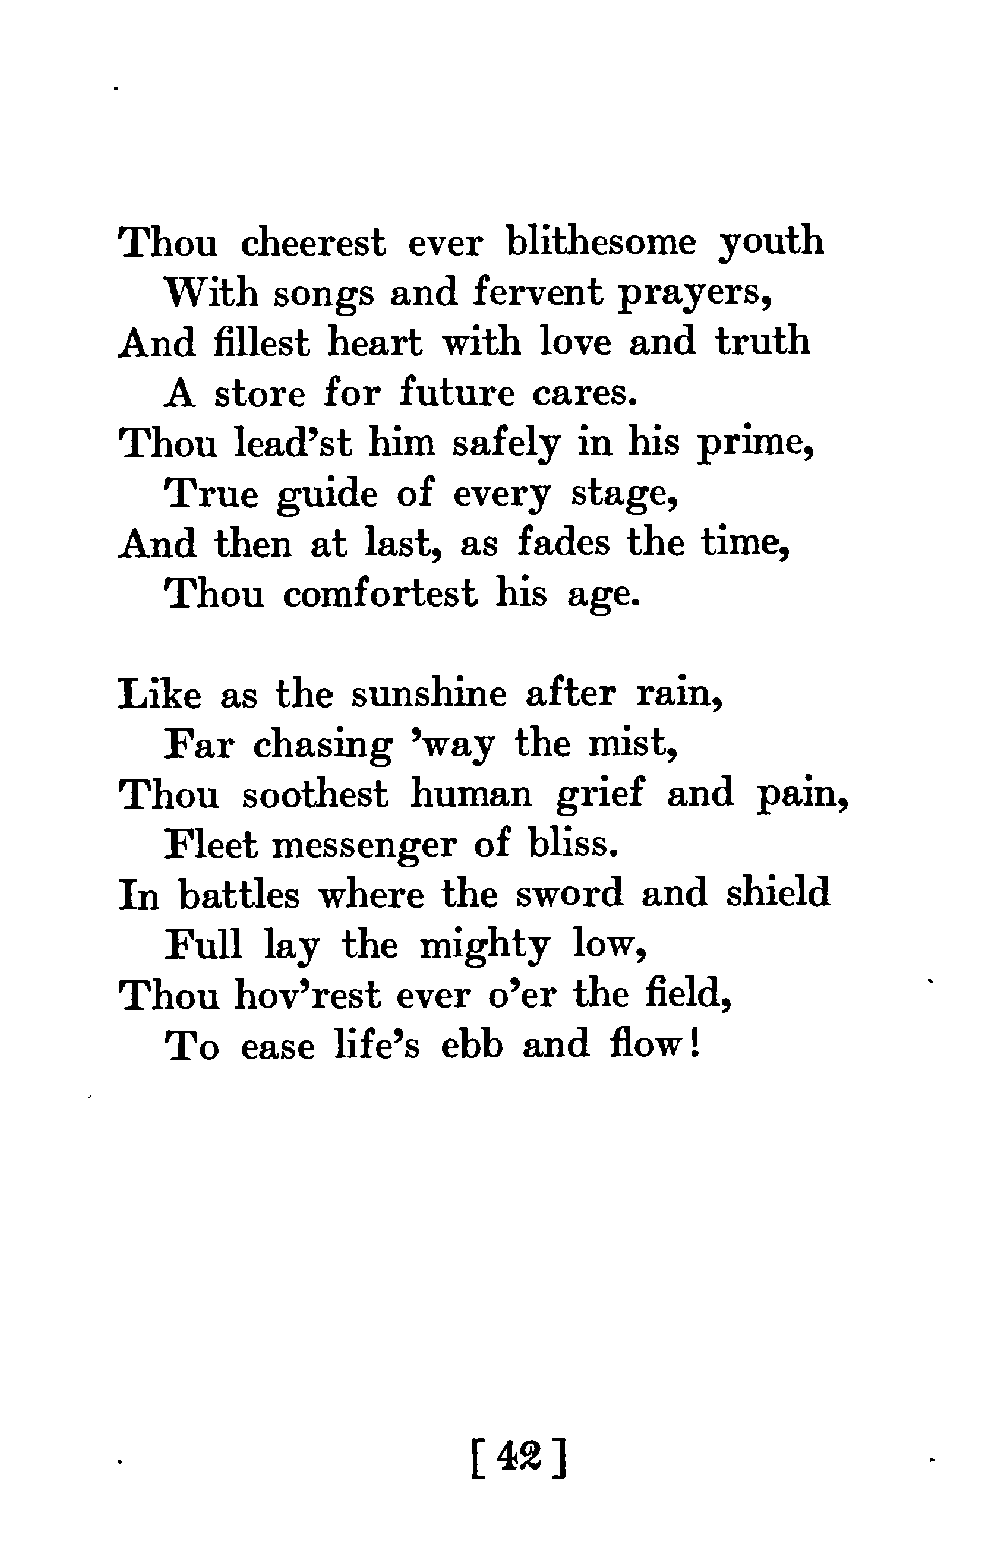 Thou cheerest ever blithesome youth
With songs and fervent prayers,
And fillest heart with love and truth
A store for future cares.
Thou lead’st him safely in his prime,
True guide of every stage,
And then at last, as fades the time,
Thou comfortest his age.

Like as the sunshine after rain,
Far chasing ’way the mist,
Thou soothest human grief and pain,
Fleet messenger of bliss.
In battles where the sword and shield
Full lay the mighty low,
Thou hov’rest ever o’er the field,
To ease life’s ebb and flow!

[ 42 ]